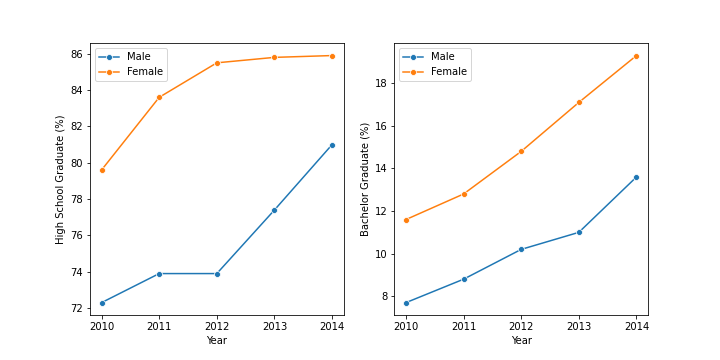 Male
Female
86
84
82
80
78
76
74
72
High School Graduate (%)
2010 2011 2012 2013 2014
Year
Male
Female
18
16
14
12
10
8
Bachelor Graduate (%)
2010 2011 2012 2013 2014
Year